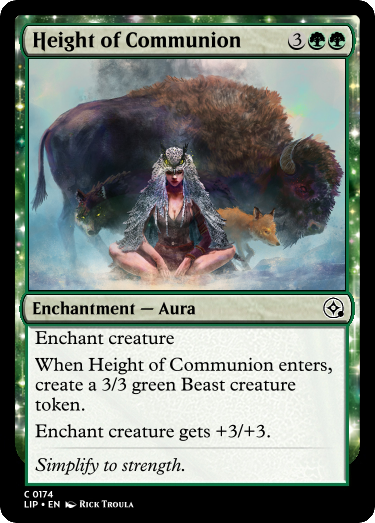 Height of Communion 3
Enchantment — Aura
Enchant creature
When Height of Communion enters,
create a 3/3 green Beast creature
token.
Enchant creature gets +3/+3.
Simplify to strength.
C 0174
LIP • EN RICK TROULA